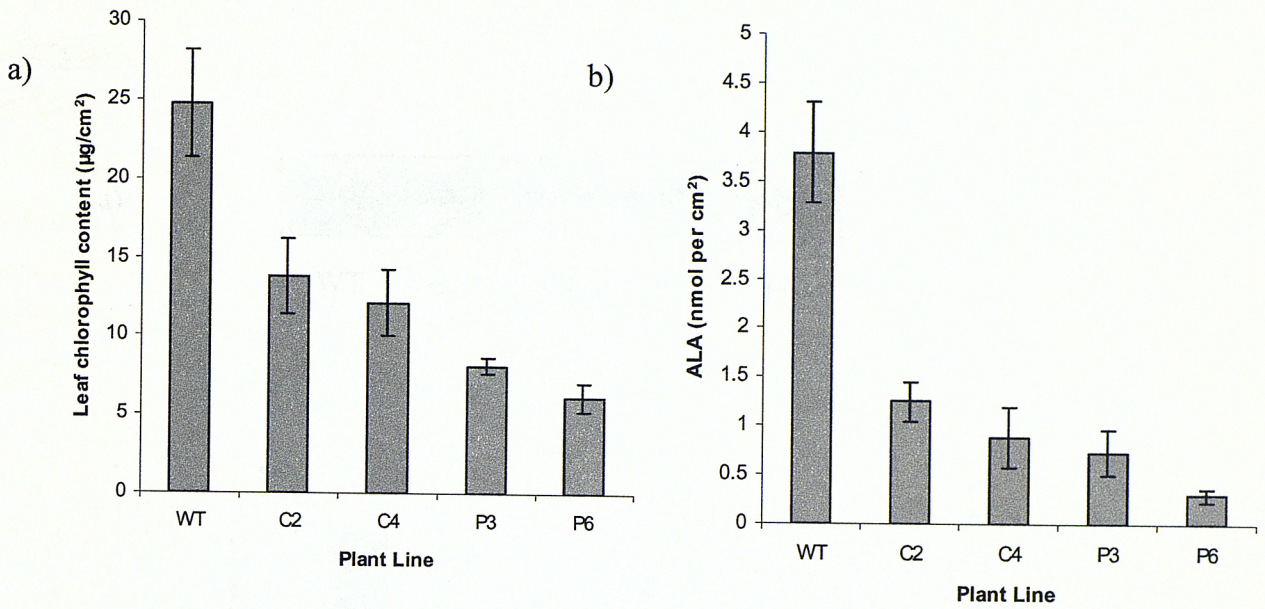 a)
Leaf chlorophyll content (µg/cm²)
30
25
20
15
10
5
0
WT C2 C4 P3 P6
Plant Line
b)
ALA (nmol per cm²)
5
4.5
4
3.5
3
2.5
2
1.5
1
0.5
0
WT C2 C4 P3 P6
Plant Line